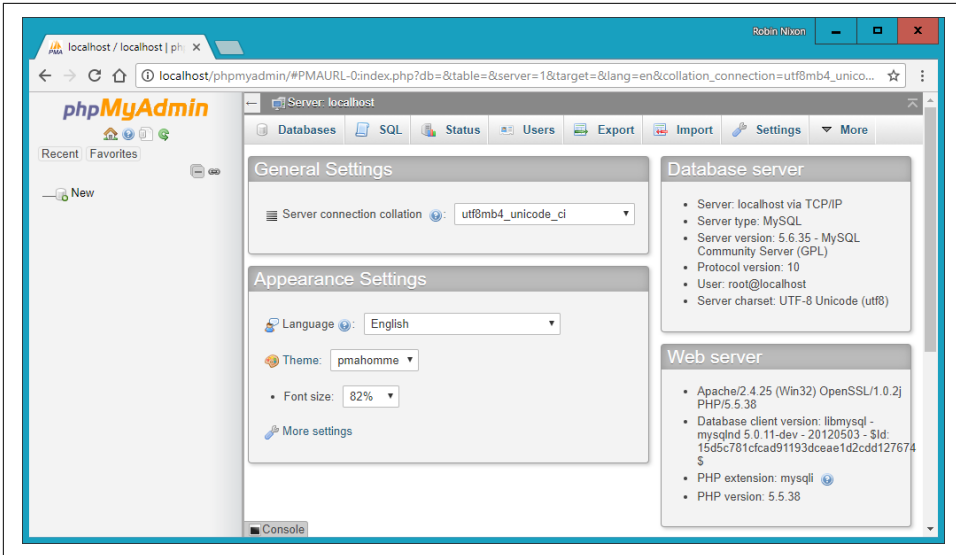 Robin Nixon
localhost / localhost | ph
localhost/phpmyadmin/#PMAURL-0:index.php?db=&table=&server=1&target=&lang=en&collation_connection=utf8mb4_unico...
phpMyAdmin
Recent Favorites
New
Server: localhost
Databases SQL Status Users Export Import Settings More
General Settings
Server connection collation : utf8mb4_unicode_ci
Appearance Settings
Language : English
Theme: pmahomme
• Font size: 82%
More settings
Database server
• Server: localhost via TCP/IP
• Server type: MySQL
• Server version: 5.6.35 - MySQL
Community Server (GPL)
• Protocol version: 10
• User: root@localhost
• Server charset: UTF-8 Unicode (utf8)
Web server
• Apache/2.4.25 (Win32) OpenSSL/1.0.2j
PHP/5.5.38
• Database client version: libmysql -
mysqlnd 5.0.11-dev - 20120503 - $Id:
15d5c781cfcad91193dceae1d2cdd127674
$
• PHP extension: mysqli
• PHP version: 5.5.38
Console